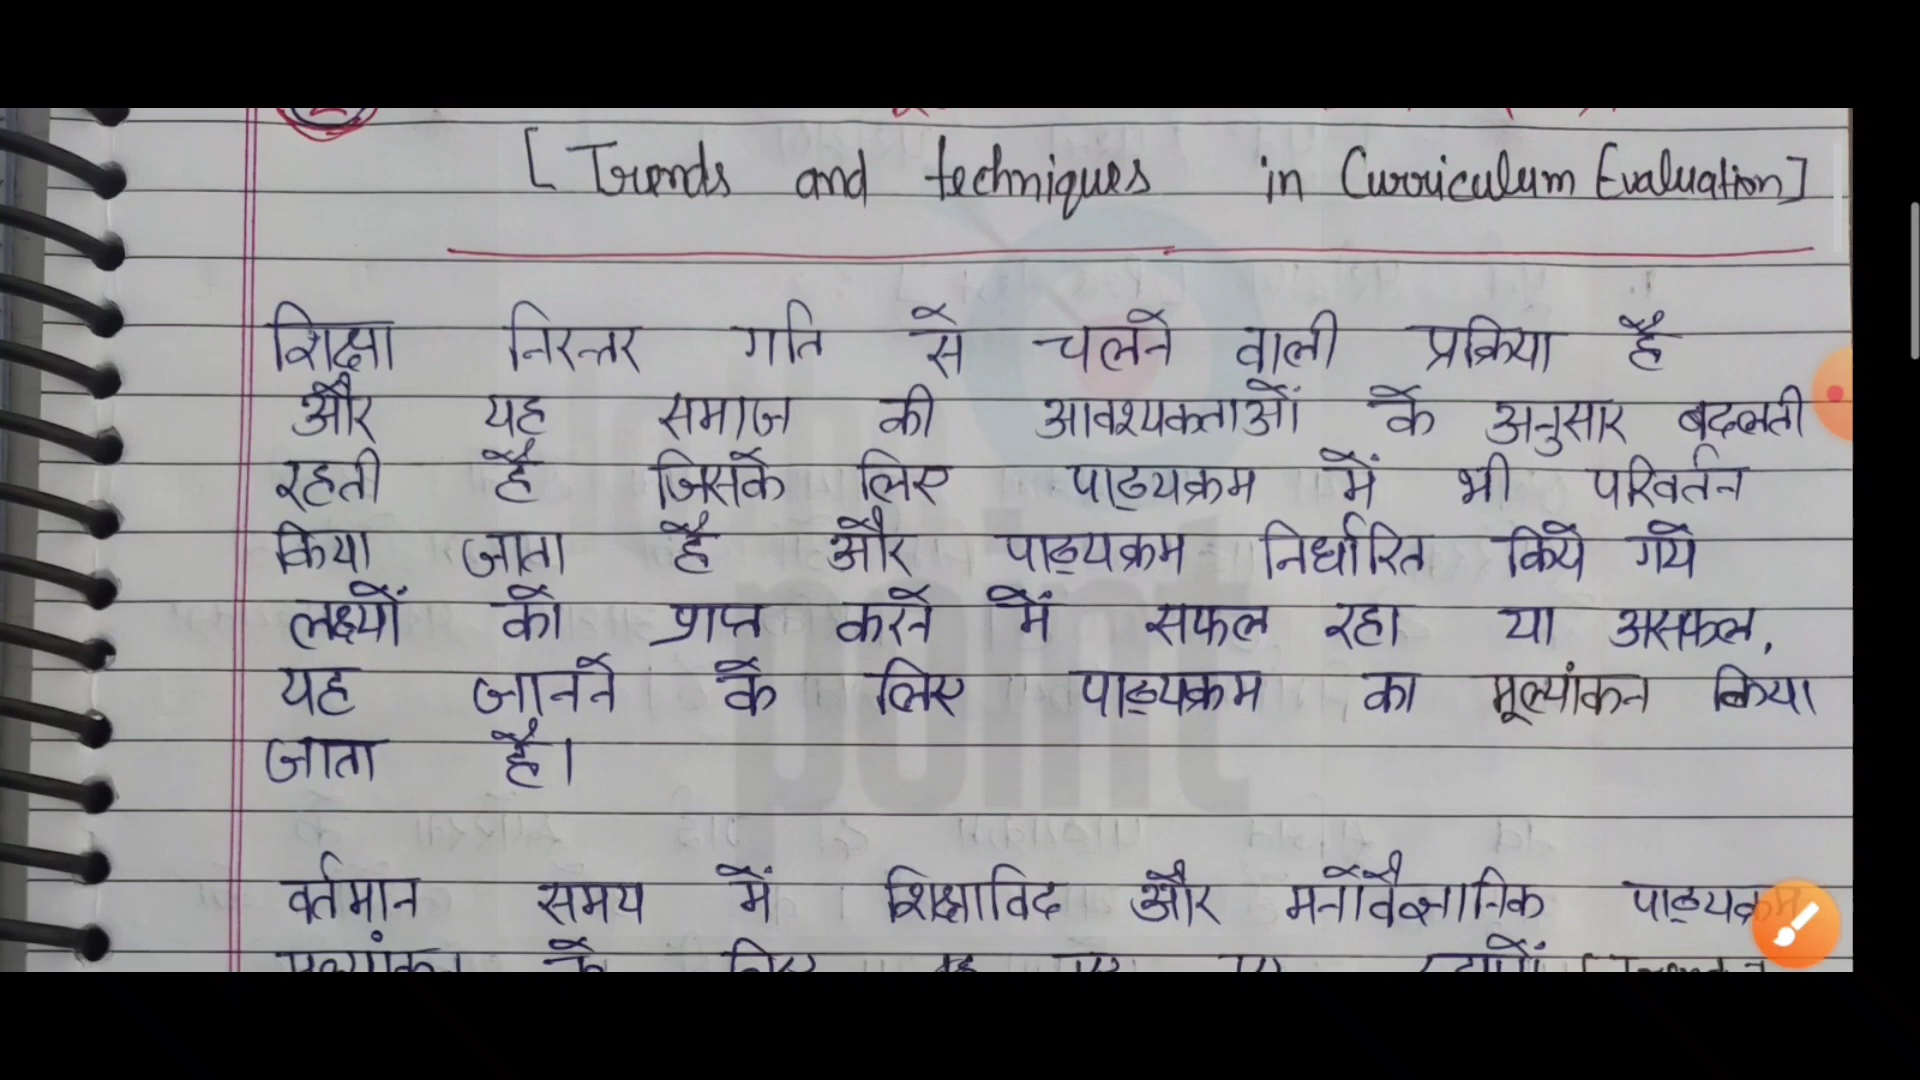 [Trends and techniques in Curriculum Evaluation]
शिक्षा निरन्तर गति से चलने वाली प्रक्रिया है
और यह समाज की आवश्यकताओं के अनुसार बदलती
रहती है जिसके लिए पाठ्यक्रम में भी परिवर्तन
किया जाता है और पाठ्यक्रम निर्धारित किये गये
लक्ष्यों को प्राप्त करने में सफल रहा या असफल,
यह जानने के लिए पाठ्यक्रम का मूल्यांकन किया
जाता है।
वर्तमान समय में शिक्षाविद और मनोवैज्ञानिक पाठ्यक्रम
point